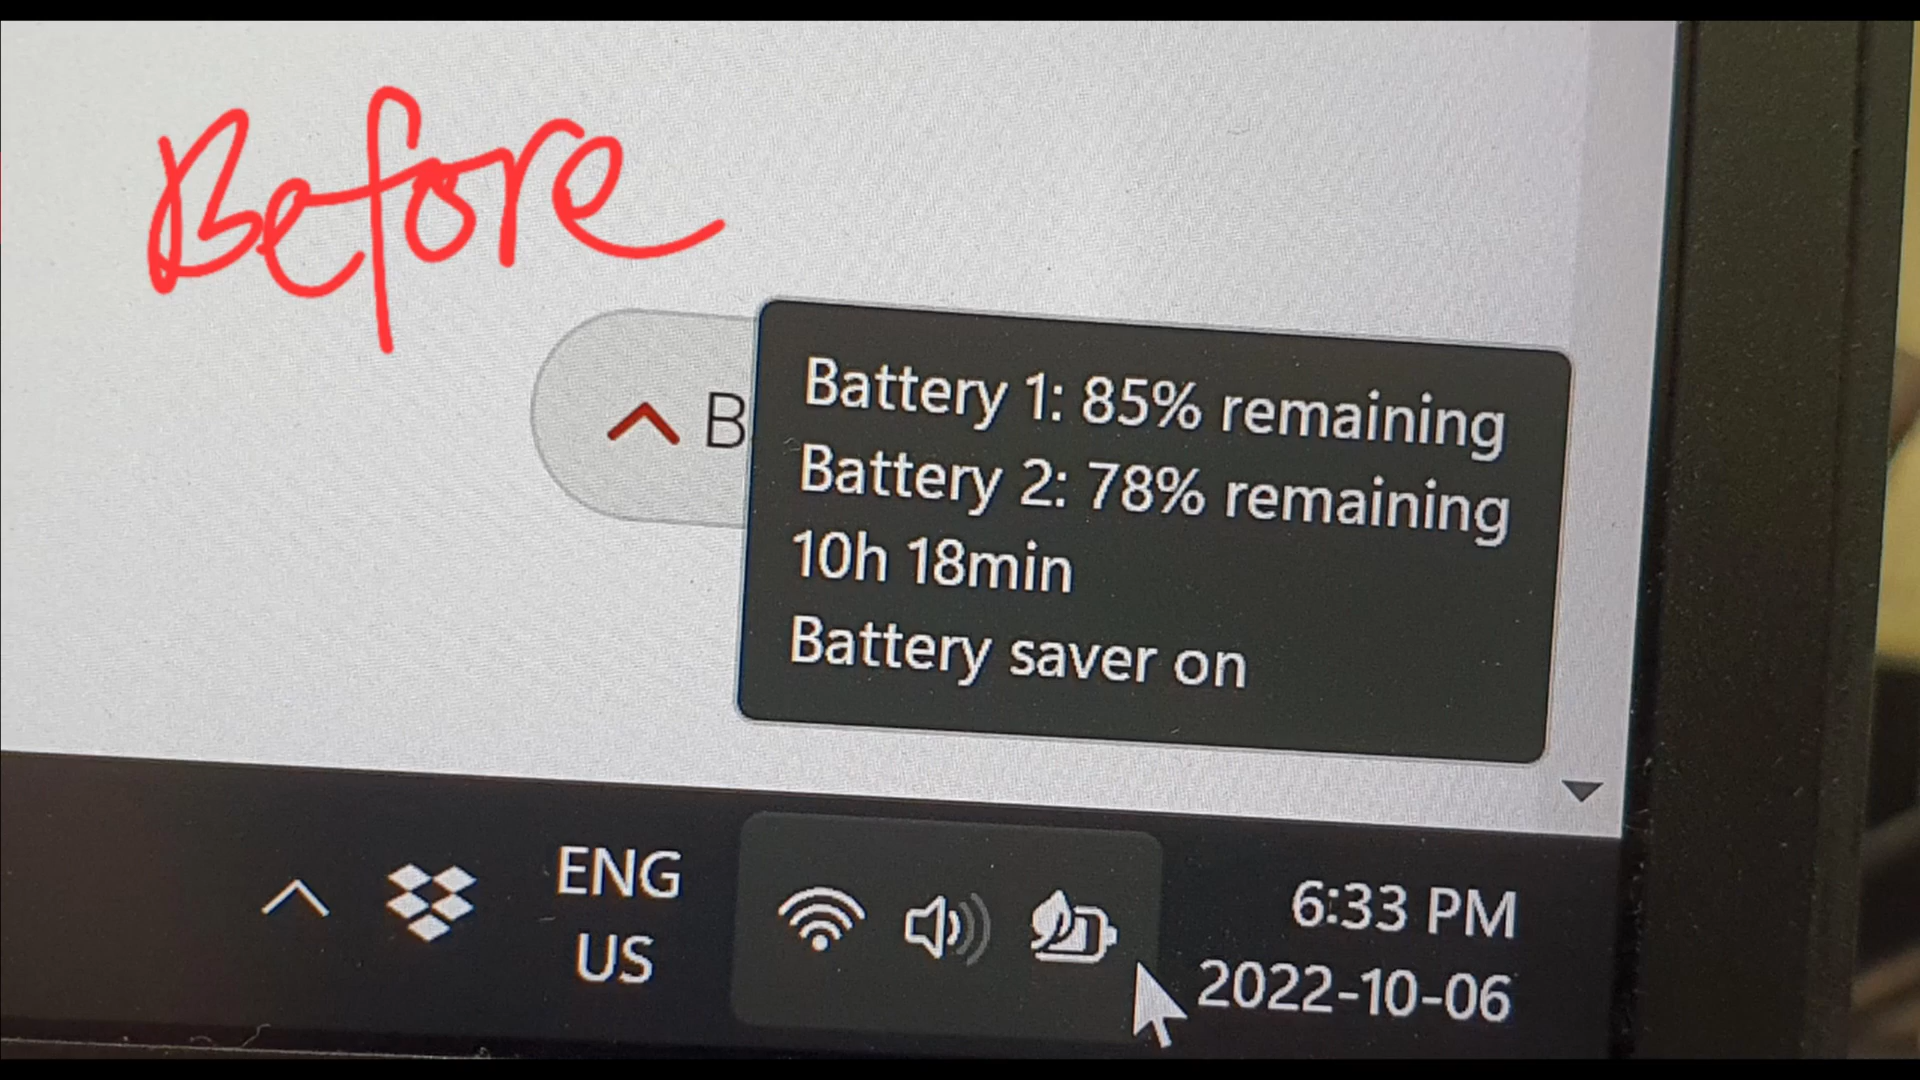 Before
B
Battery 1: 85% remaining
Battery 2: 78% remaining
10h 18min
Battery saver on
ENG
US
6:33 PM
2022-10-06